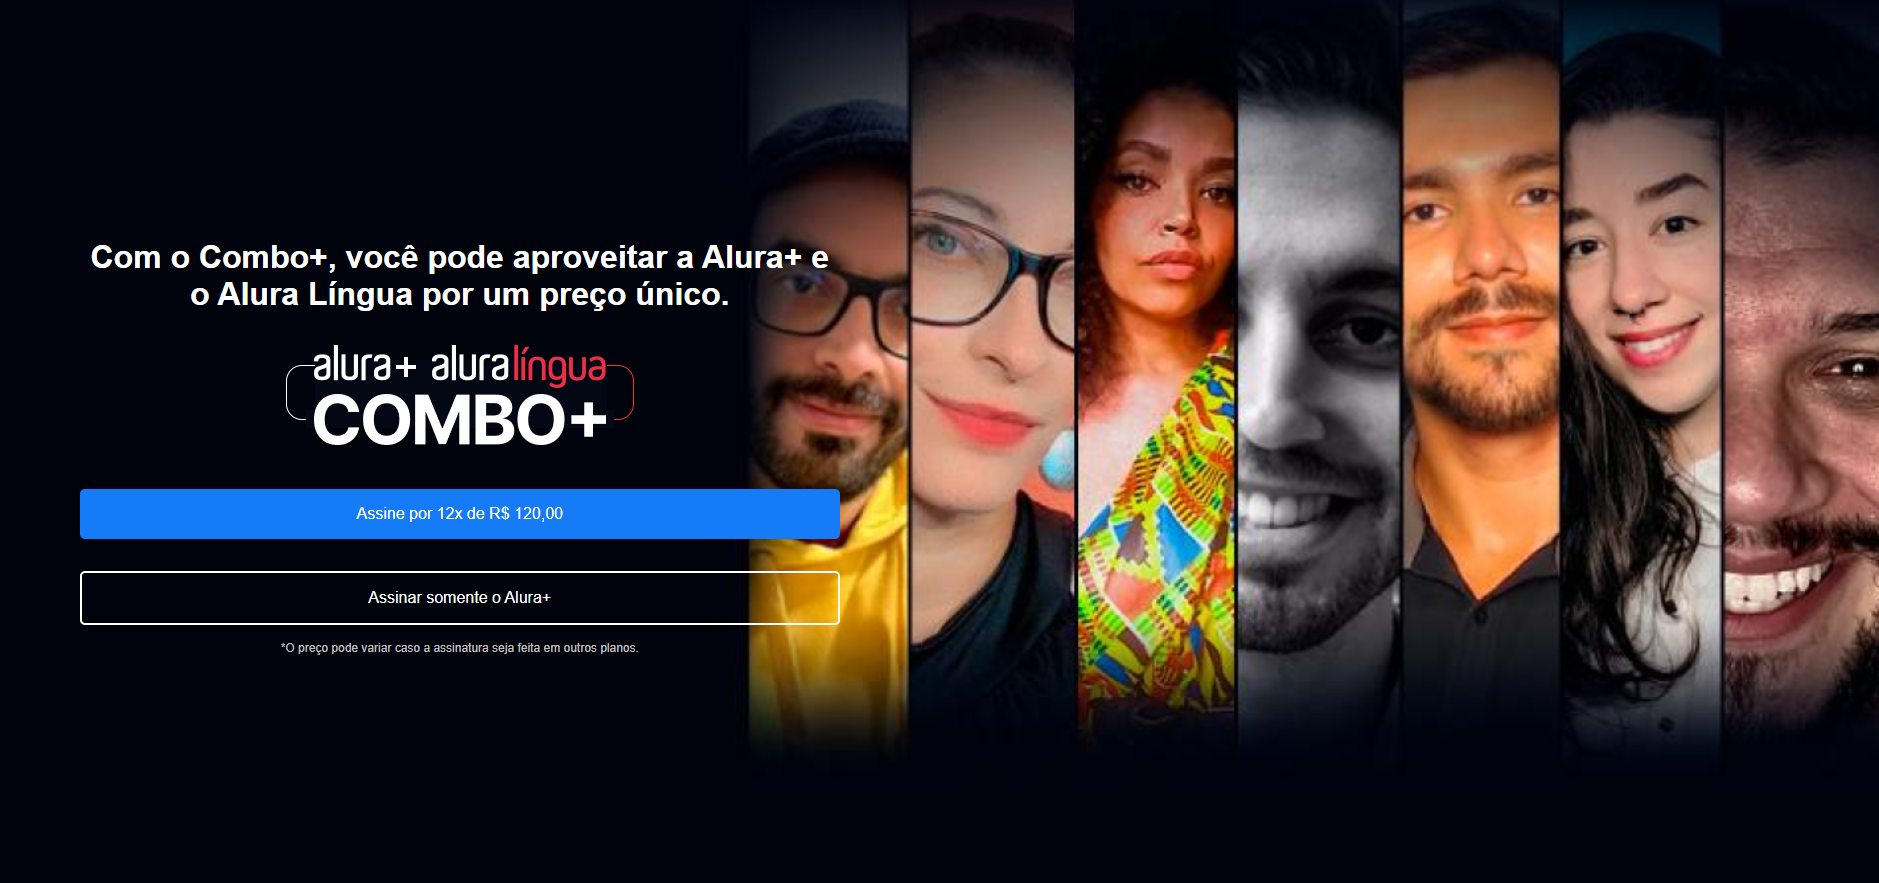 Com o Combo+, você pode aproveitar a Alura+ e
o Alura Língua por um preço único.
alura+ aluralíngua
COMBO+
Assine por 12x de R$ 120,00
Assinar somente o Alura+
*O preço pode variar caso a assinatura seja feita em outros planos.